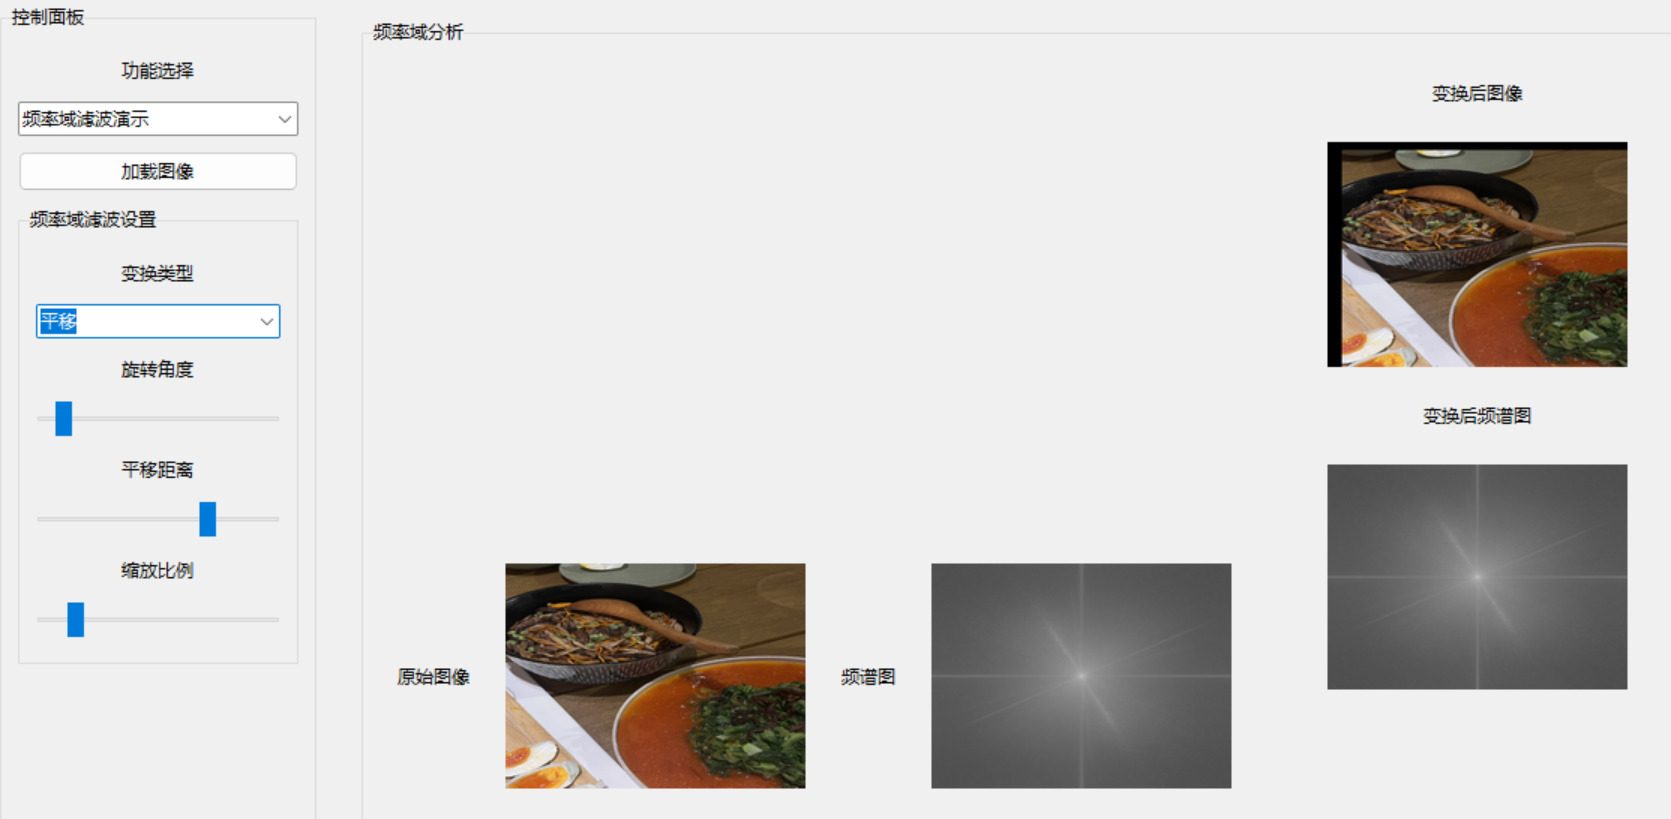 控制面板
功能选择
频率域滤波演示
加载图像
频率域滤波设置
变换类型
平移
旋转角度
平移距离
缩放比例
频率域分析
变换后图像
变换后频谱图
原始图像
频谱图